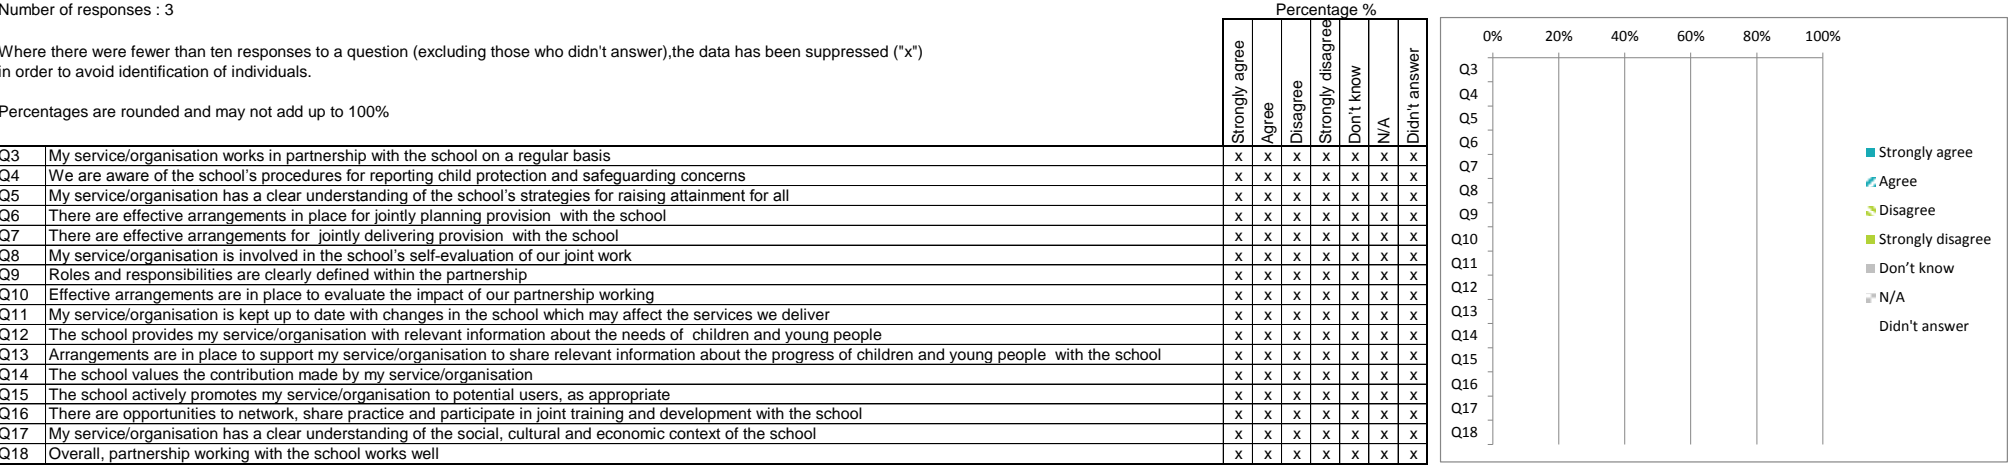 Number of responses : 3
Percentage %
Where there were fewer than ten responses to a question (excluding those who didn't answer),the data has been suppressed ("x")
in order to avoid identification of individuals.
Percentages are rounded and may not add up to 100%
Strongly agree
Agree
Disagree
Strongly disagree
Don't know
N/A
Didn't answer
Q3 My service/organisation works in partnership with the school on a regular basis x x x x x x x
Q4 We are aware of the school's procedures for reporting child protection and safeguarding concerns x x x x x x x
Q5 My service/organisation has a clear understanding of the school's strategies for raising attainment for all x x x x x x x
Q6 There are effective arrangements in place for jointly planning provision with the school x x x x x x x
Q7 There are effective arrangements for jointly delivering provision with the school x x x x x x x
Q8 My service/organisation is involved in the school's self-evaluation of our joint work x x x x x x x
Q9 Roles and responsibilities are clearly defined within the partnership x x x x x x x
Q10 Effective arrangements are in place to evaluate the impact of our partnership working x x x x x x x
Q11 My service/organisation is kept up to date with changes in the school which may affect the services we deliver x x x x x x x
Q12 The school provides my service/organisation with relevant information about the needs of children and young people x x x x x x x
Q13 Arrangements are in place to support my service/organisation to share relevant information about the progress of children and young people with the school x x x x x x x
Q14 The school values the contribution made by my service/organisation x x x x x x x
Q15 The school actively promotes my service/organisation to potential users, as appropriate x x x x x x x
Q16 There are opportunities to network, share practice and participate in joint training and development with the school x x x x x x x
Q17 My service/organisation has a clear understanding of the social, cultural and economic context of the school x x x x x x x
Q18 Overall, partnership working with the school works well x x x x x x x
0% 20% 40% 60% 80% 100%
Q3
Q4
Q5
Q6
Q7
Q8
Q9
Q10
Q11
Q12
Q13
Q14
Q15
Q16
Q17
Q18
Strongly agree
Agree
Disagree
Strongly disagree
Don't know
N/A
Didn't answer